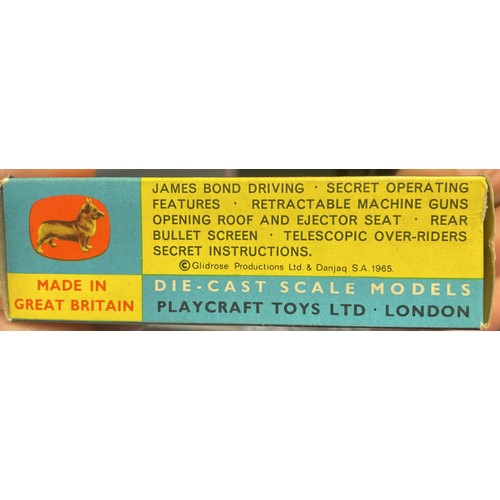 JAMES BOND DRIVING · SECRET OPERATING
FEATURES · RETRACTABLE MACHINE GUNS
OPENING ROOF AND EJECTOR SEAT · REAR
BULLET SCREEN · TELESCOPIC OVER-RIDERS
SECRET INSTRUCTIONS.
© Glidrose Productions Ltd & Danjaq S.A. 1965.
MADE IN
GREAT BRITAIN
DIE-CAST SCALE MODELS
PLAYCRAFT TOYS LTD · LONDON